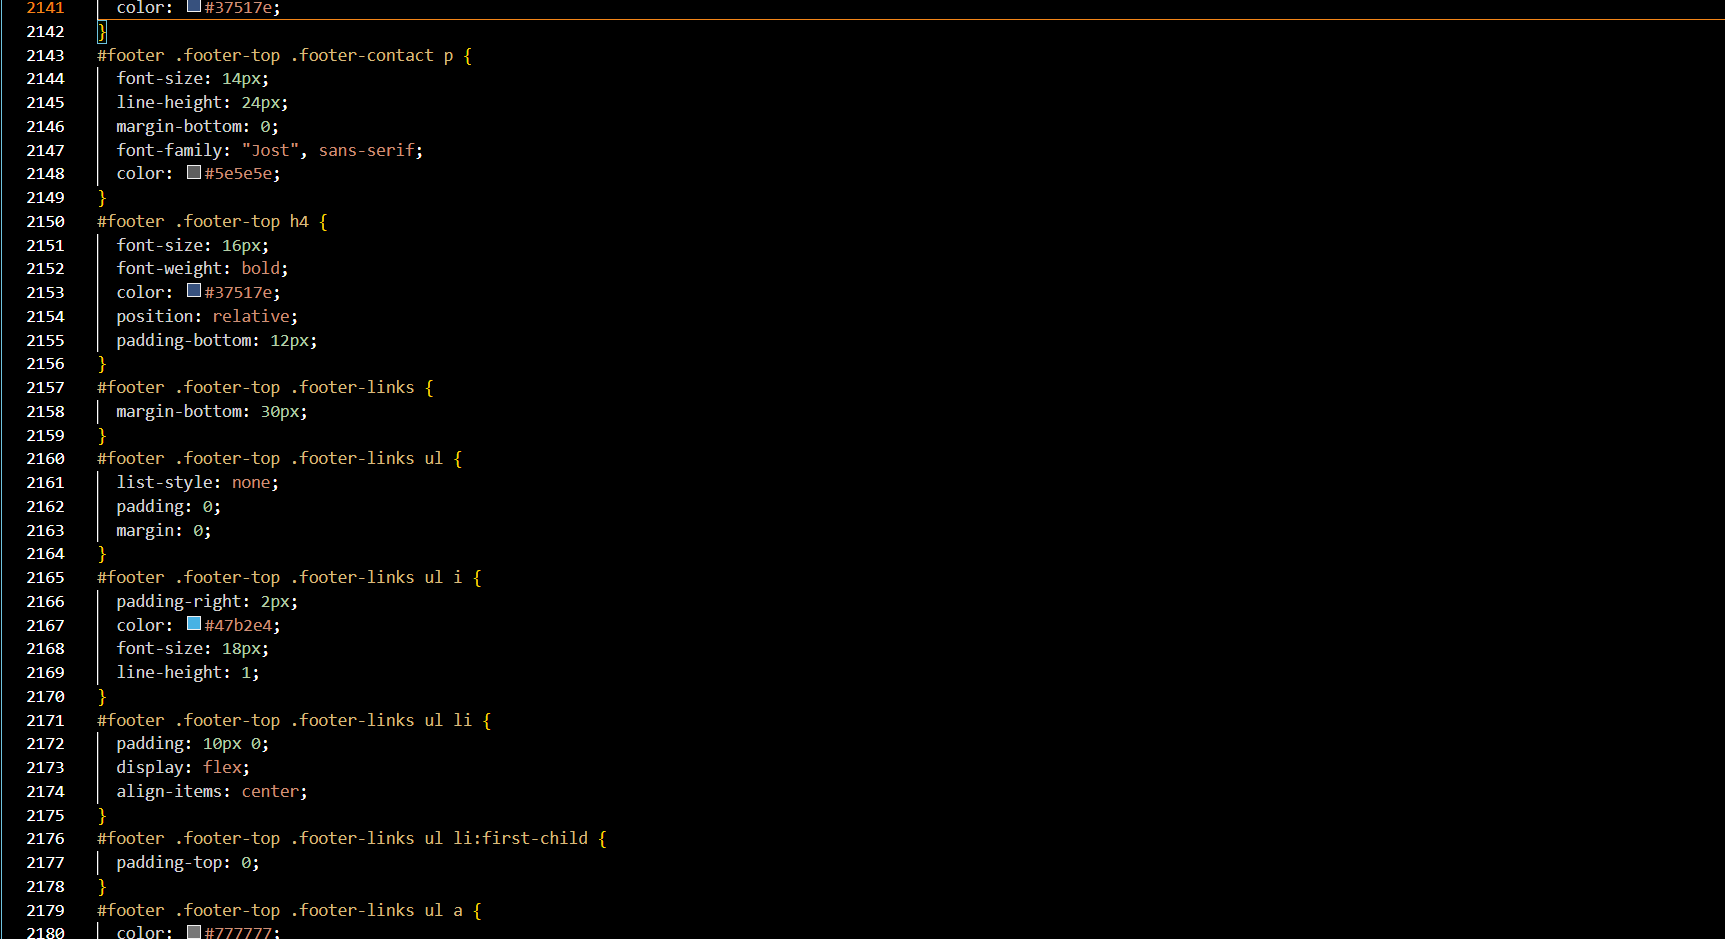 2141 color: #37517e;
2142 }
2143 #footer .footer-top .footer-contact p {
2144 font-size: 14px;
2145 line-height: 24px;
2146 margin-bottom: 0;
2147 font-family: "Jost", sans-serif;
2148 color: #5e5e5e;
2149 }
2150 #footer .footer-top h4 {
2151 font-size: 16px;
2152 font-weight: bold;
2153 color: #37517e;
2154 position: relative;
2155 padding-bottom: 12px;
2156 }
2157 #footer .footer-top .footer-links {
2158 margin-bottom: 30px;
2159 }
2160 #footer .footer-top .footer-links ul {
2161 list-style: none;
2162 padding: 0;
2163 margin: 0;
2164 }
2165 #footer .footer-top .footer-links ul i {
2166 padding-right: 2px;
2167 color: #47b2e4;
2168 font-size: 18px;
2169 line-height: 1;
2170 }
2171 #footer .footer-top .footer-links ul li {
2172 padding: 10px 0;
2173 display: flex;
2174 align-items: center;
2175 }
2176 #footer .footer-top .footer-links ul li:first-child {
2177 padding-top: 0;
2178 }
2179 #footer .footer-top .footer-links ul a {
2180 color: #777777;